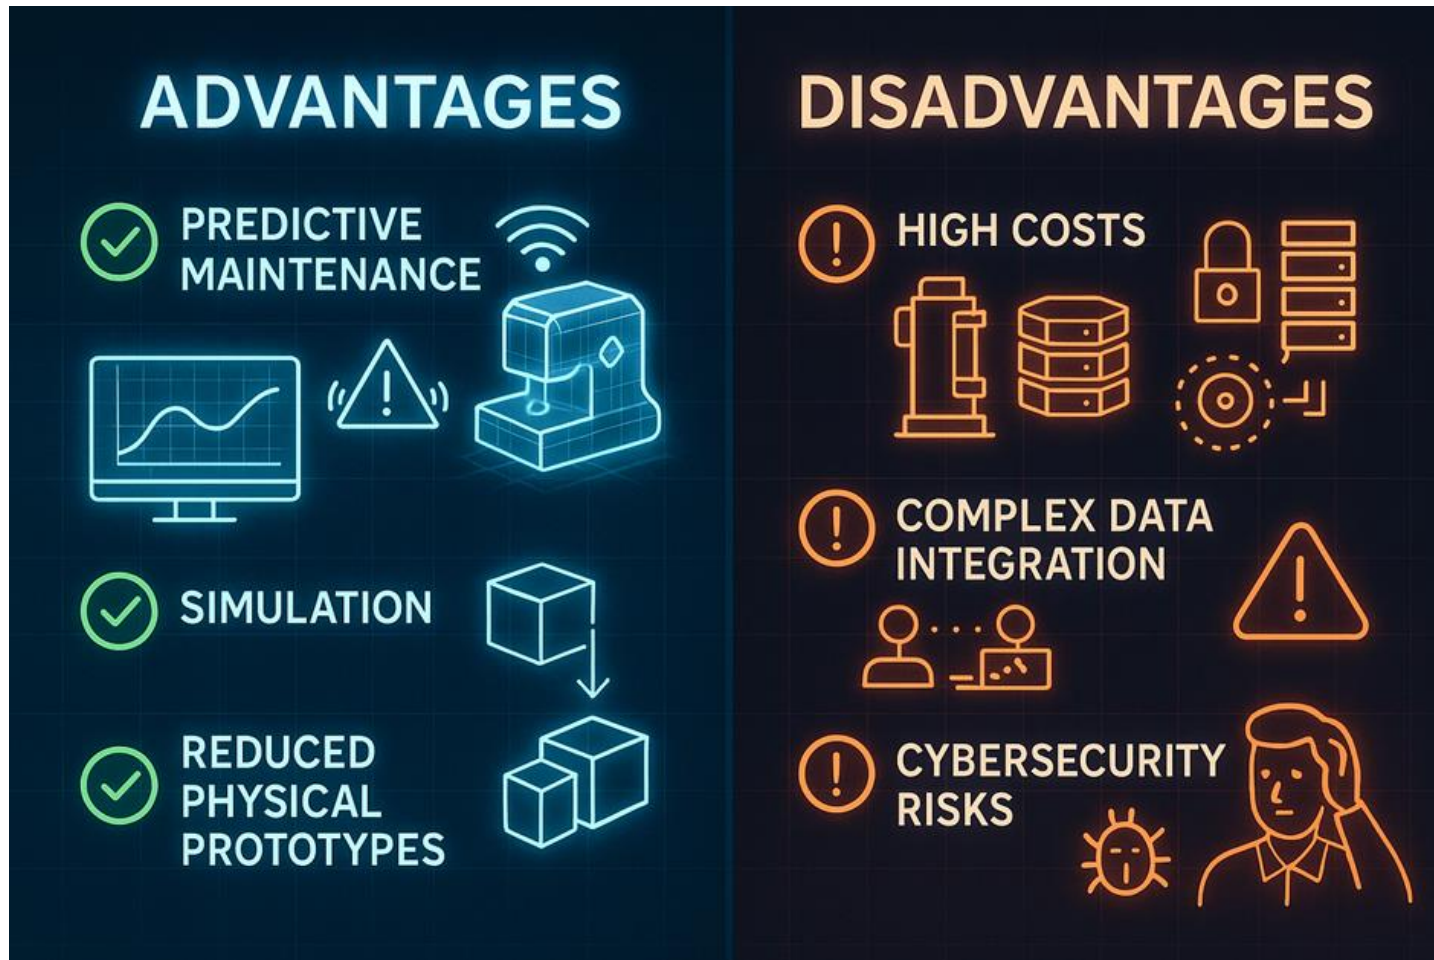 ADVANTAGES
PREDICTIVE
MAINTENANCE
SIMULATION
REDUCED
PHYSICAL
PROTOTYPES
DISADVANTAGES
HIGH COSTS
COMPLEX DATA
INTEGRATION
CYBERSECURITY
RISKS